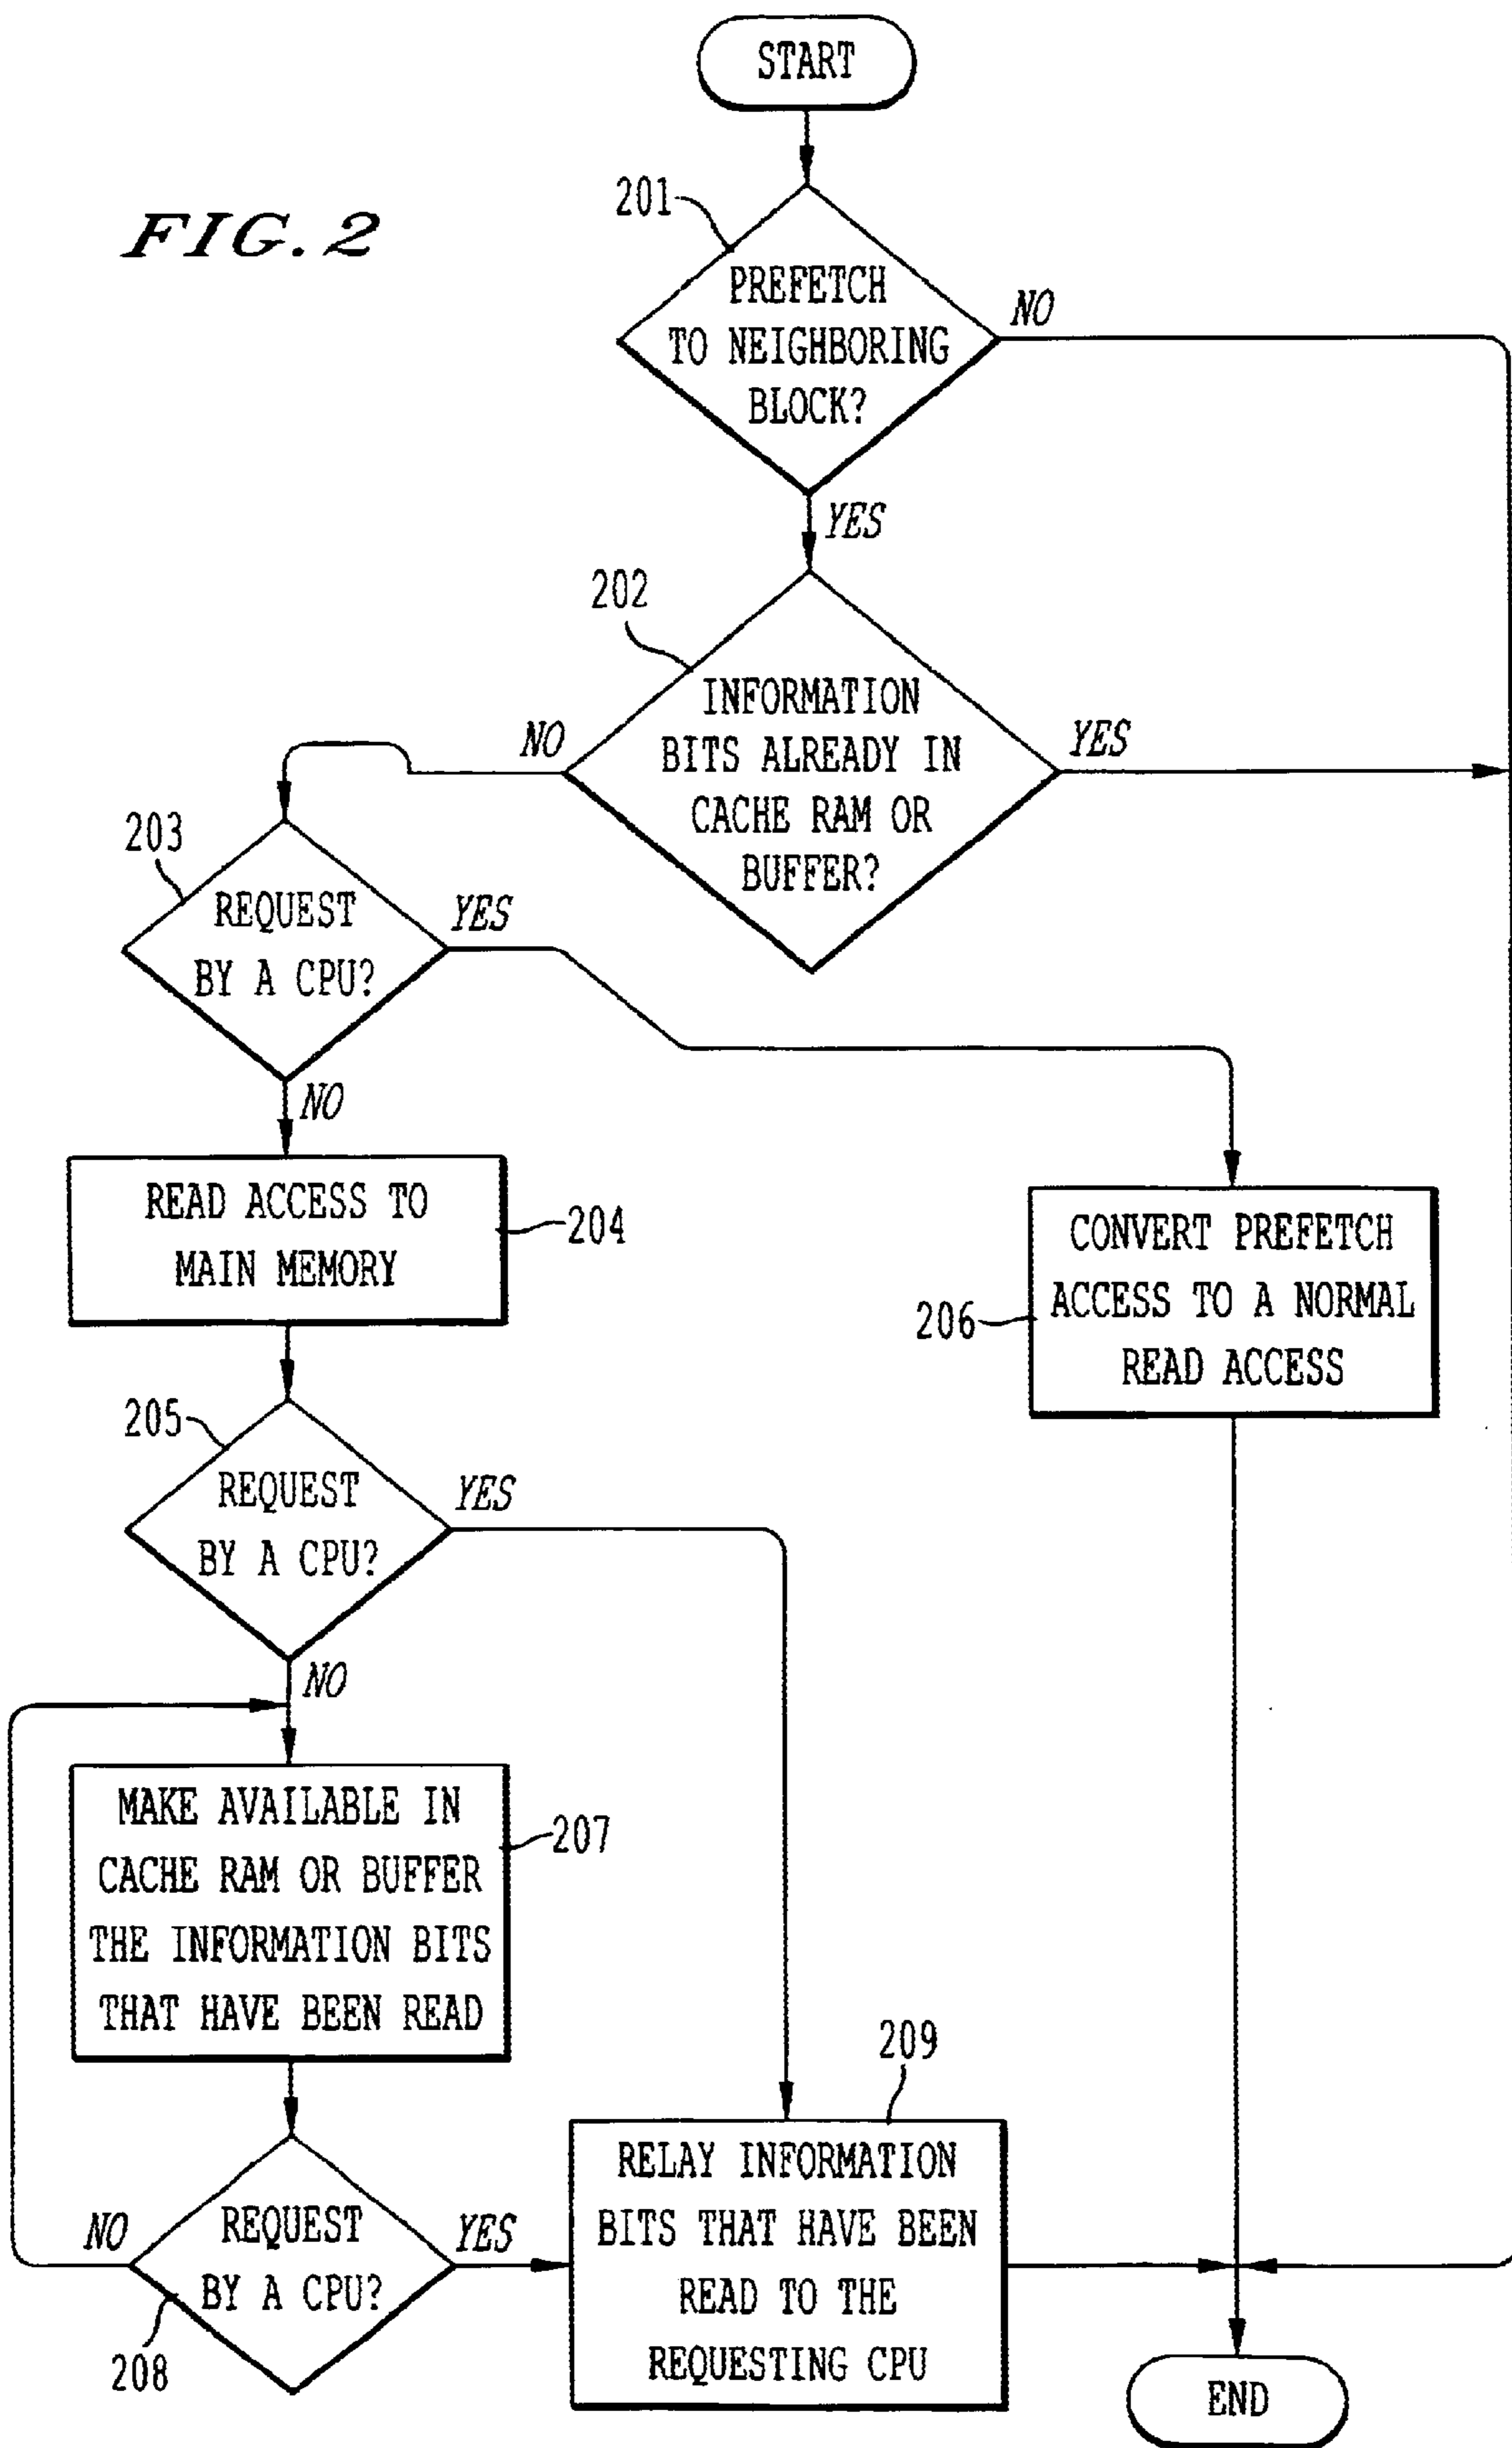 START
FIG. 2
201
PREFETCH
TO NEIGHBORING
BLOCK?
NO
YES
202
INFORMATION
BITS ALREADY IN
CACHE RAM OR
BUFFER?
NO
YES
203
REQUEST
BY A CPU?
YES
NO
READ ACCESS TO
MAIN MEMORY
204
CONVERT PREFETCH
ACCESS TO A NORMAL
READ ACCESS
206
205
REQUEST
BY A CPU?
YES
NO
MAKE AVAILABLE IN
CACHE RAM OR BUFFER
THE INFORMATION BITS
THAT HAVE BEEN READ
207
209
RELAY INFORMATION
BITS THAT HAVE BEEN
READ TO THE
REQUESTING CPU
NO
REQUEST
BY A CPU?
YES
208
END